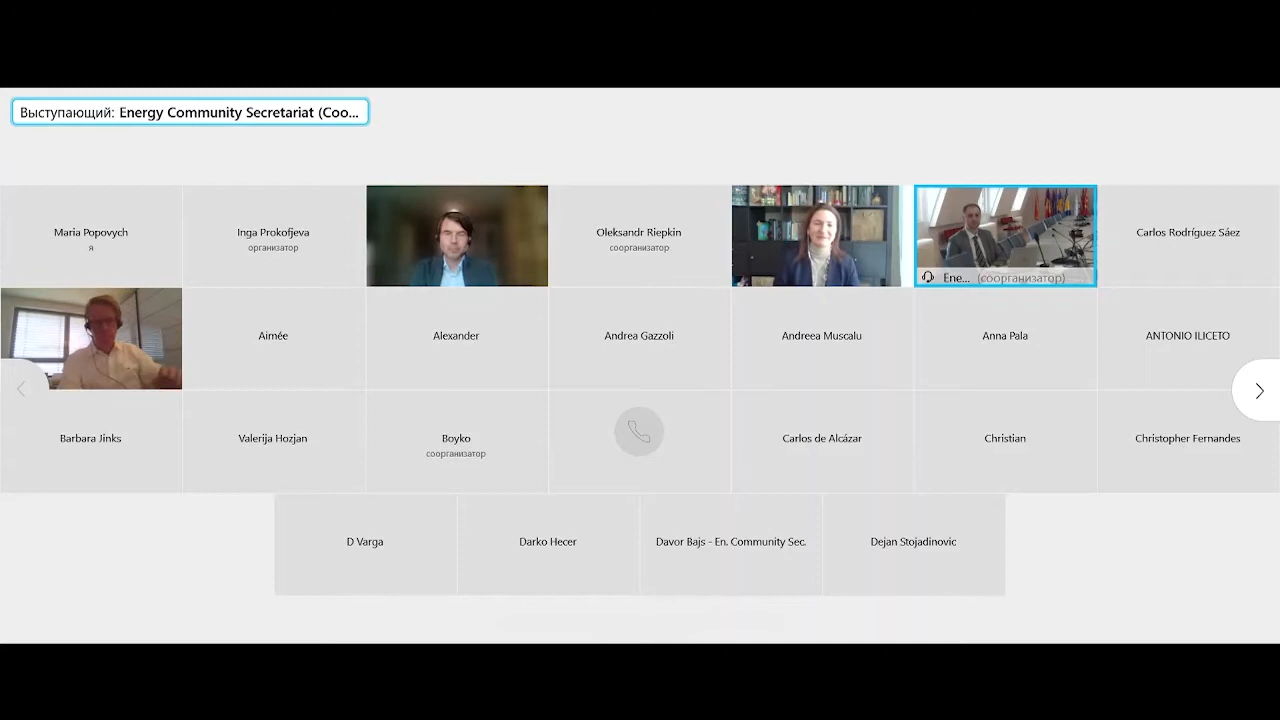 Выступающий: Energy Community Secretariat (Coo...
Maria Popovych
я
Inga Prokofjeva
организатор
Oleksandr Riepkin
соорганизатор
Ene... (соорганизатор)
Carlos Rodríguez Sáez
Aimée
Alexander
Andrea Gazzoli
Andreea Muscalu
Anna Pala
ANTONIO ILICETO
Barbara Jinks
Valerija Hozjan
Boyko
соорганизатор
Carlos de Alcázar
Christian
Christopher Fernandes
D Varga
Darko Hecer
Davor Bajs - En. Community Sec.
Dejan Stojadinovic